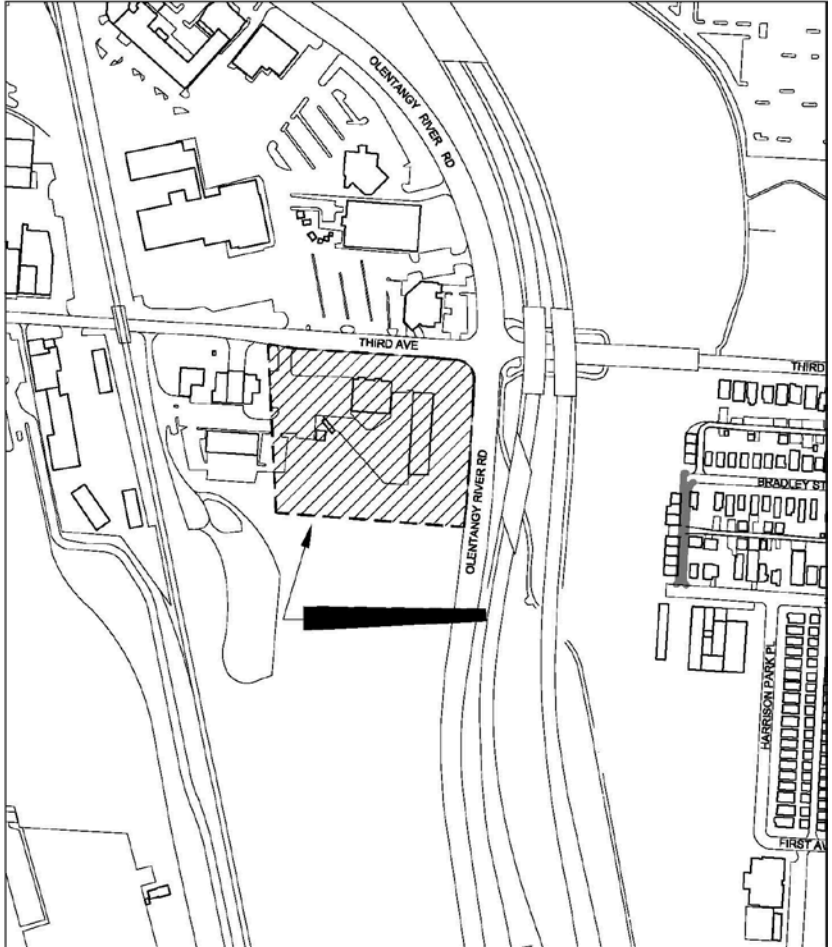 OLENTANGY RIVER RD
THIRD AVE
THIRD
BRADLEY ST
OLENTANGY RIVER RD
HARRISON PARK PL
FIRST AV